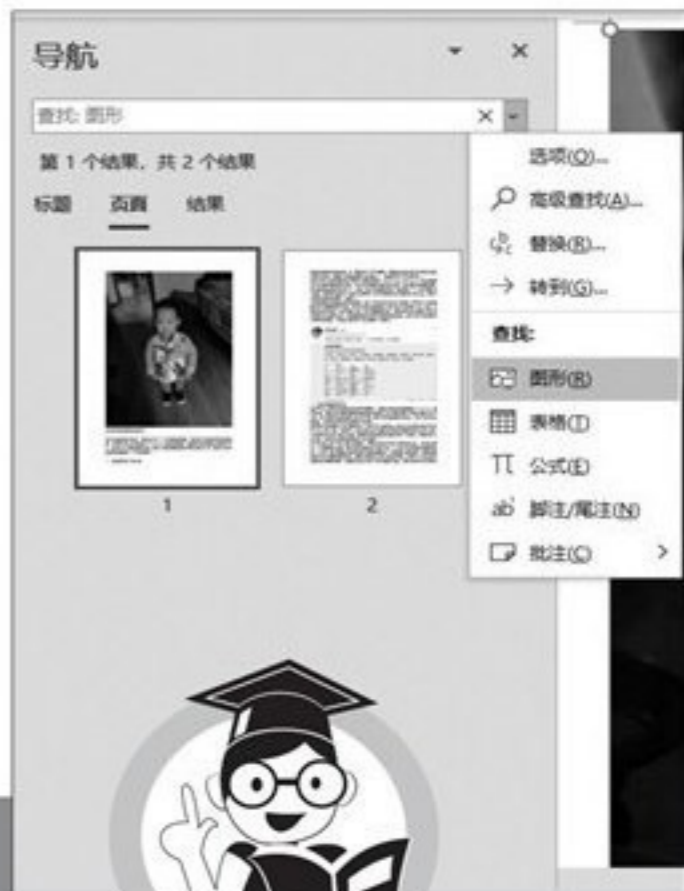 导航
查找: 图形
第 1 个结果，共 2 个结果
标题 页面 结果
1
2
选项(O)...
高级查找(A)...
替换(R)...
转到(G)...
查找:
图形(R)
表格(T)
公式(E)
脚注/尾注(N)
批注(C)